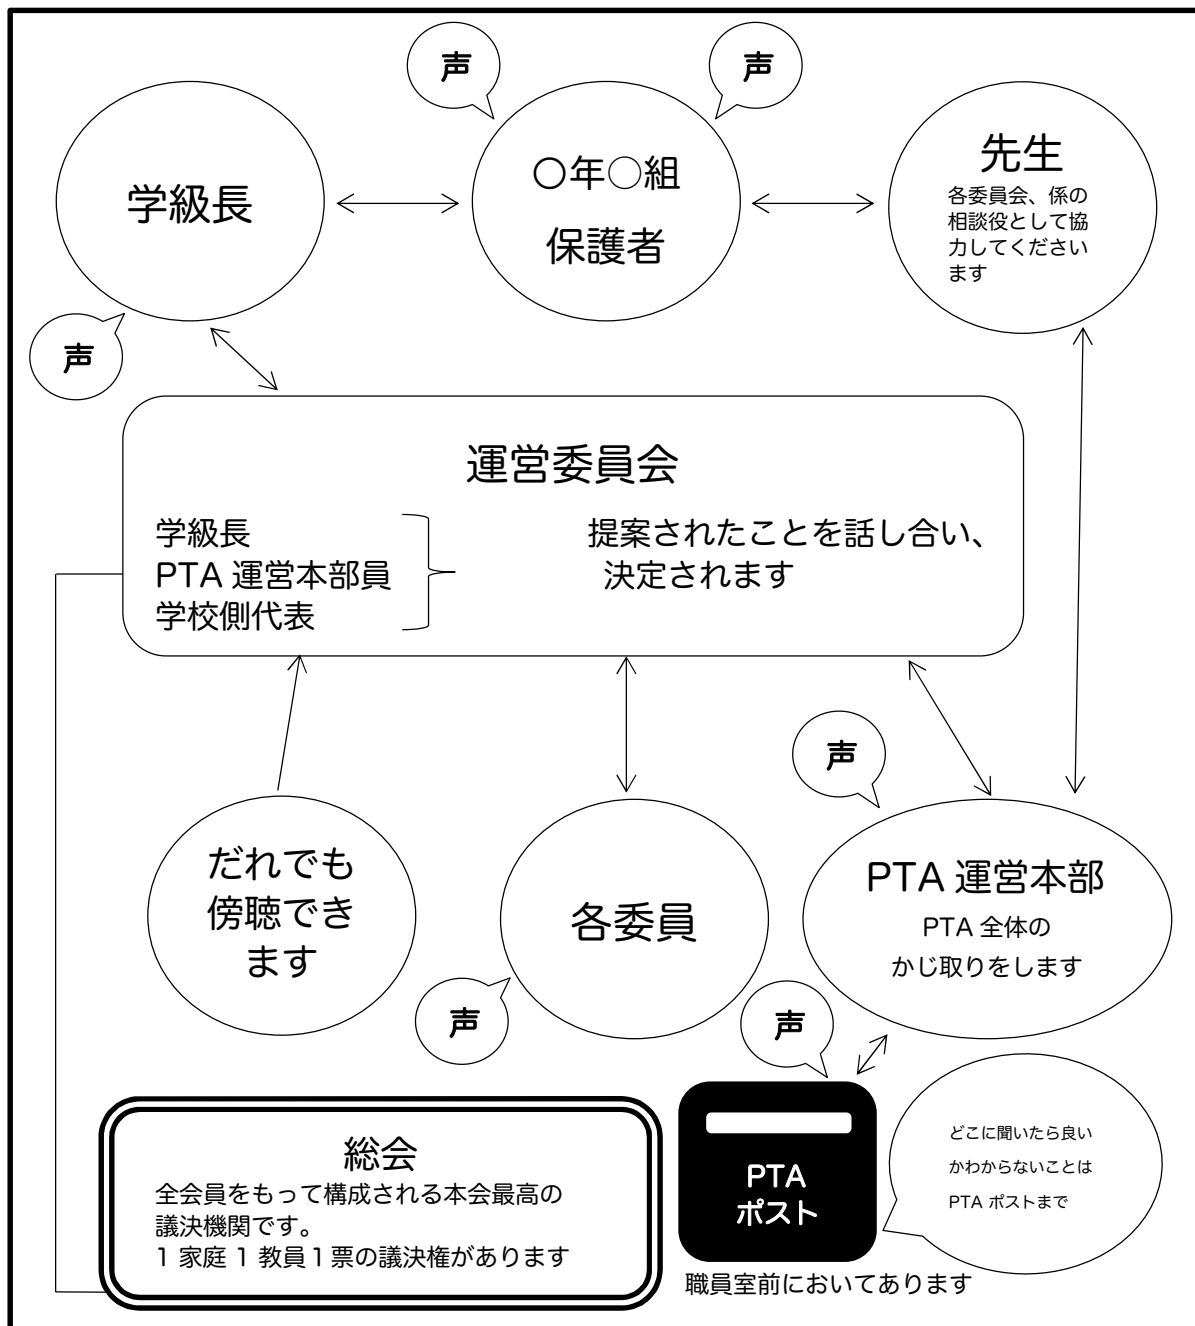 声
声
学級長
〇年〇組
保護者
先生
各委員会、係の
相談役として協
力してください
ます
声
運営委員会
学級長
PTA 運営本部員
学校側代表
提案されたことを話し合い、
決定されます
声
だれでも
傍聴でき
ます
各委員
PTA 運営本部
PTA 全体の
かじ取りをします
声
声
総会
全会員をもって構成される本会最高の
議決機関です。
1 家庭 1 教員 1 票の議決権があります
PTA
ポスト
どこに聞いたら良い
かわからないことは
PTA ポストまで
職員室前においてあります